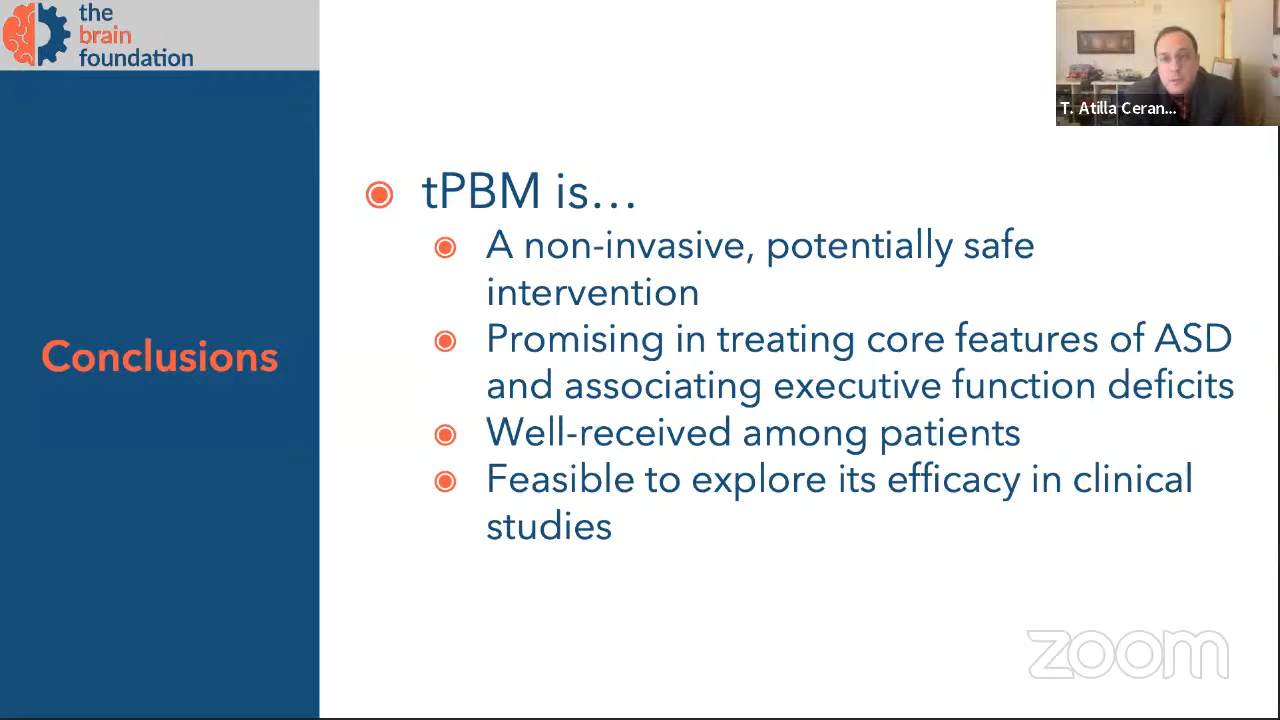 the
brain
foundation
T. Atilla Ceran...
Conclusions
tPBM is...
A non-invasive, potentially safe
intervention
Promising in treating core features of ASD
and associating executive function deficits
Well-received among patients
Feasible to explore its efficacy in clinical
studies
zoom